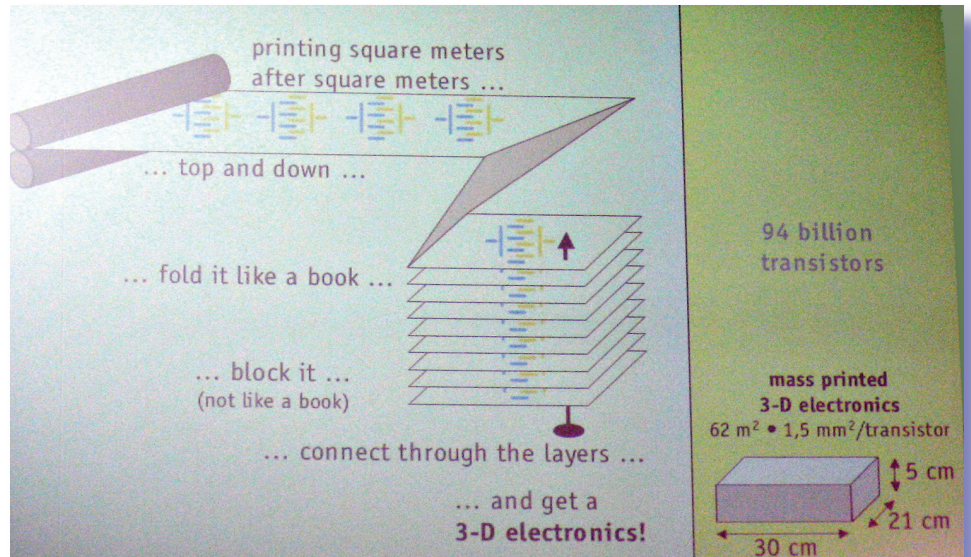 printing square meters
after square meters ...
... top and down ...
... fold it like a book ...
... block it ...
(not like a book)
... connect through the layers ...
... and get a
3-D electronics!
94 billion
transistors
mass printed
3-D electronics
62 m² • 1,5 mm²/transistor
5 cm
21 cm
30 cm